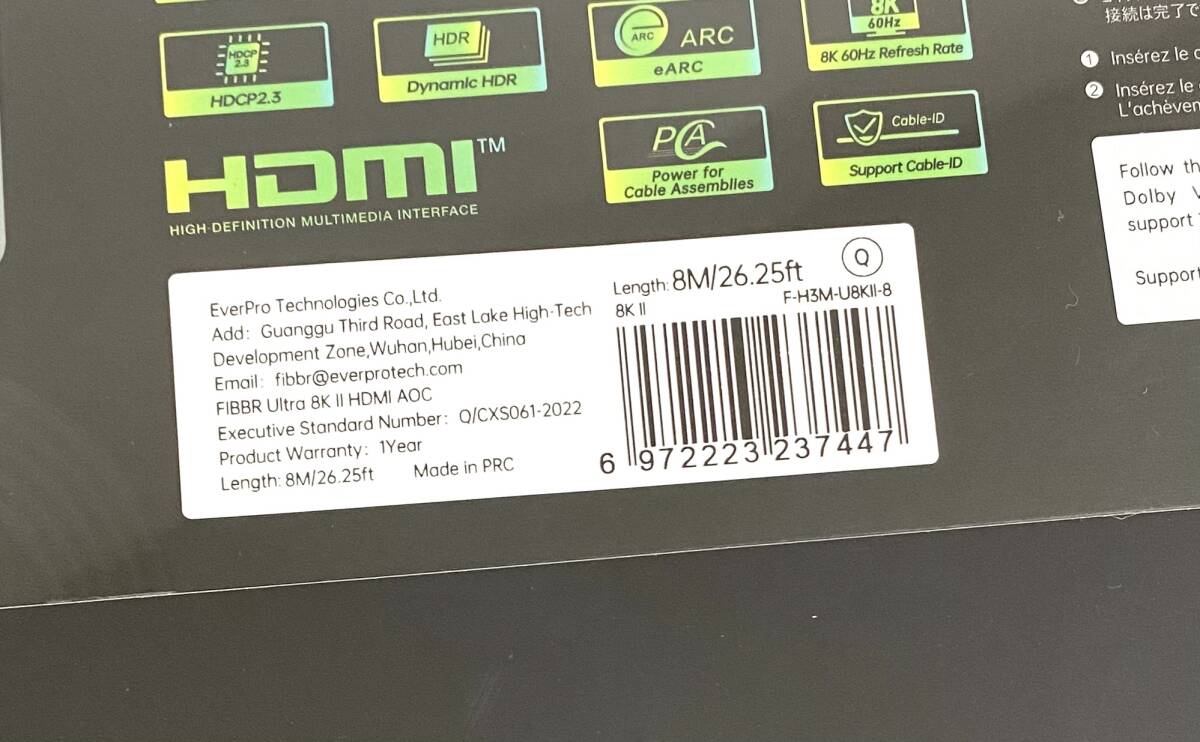 HDCP
2.3
HDCP2.3
HDR
Dynamic HDR
ARC
ARC
eARC
8K
60Hz
8K 60Hz Refresh Rate
HDMI™
HIGH-DEFINITION MULTIMEDIA INTERFACE
PCA
Power for
Cable Assemblies
Cable-ID
Support Cable-ID
接続は完了で
1 Insérez le
2 Insérez le
L'achèvem
Follow th
Dolby V
support
Support
EverPro Technologies Co.,Ltd.
Add: Guanggu Third Road, East Lake High-Tech
Development Zone,Wuhan,Hubei,China
Email: fibbr@everprotech.com
FIBBR Ultra 8K II HDMI AOC
Executive Standard Number: Q/CXS061-2022
Product Warranty: 1Year
Length: 8M/26.25ft Made in PRC
Length: 8M/26.25ft Q
8K II F-H3M-U8KII-8
6 972223 237447